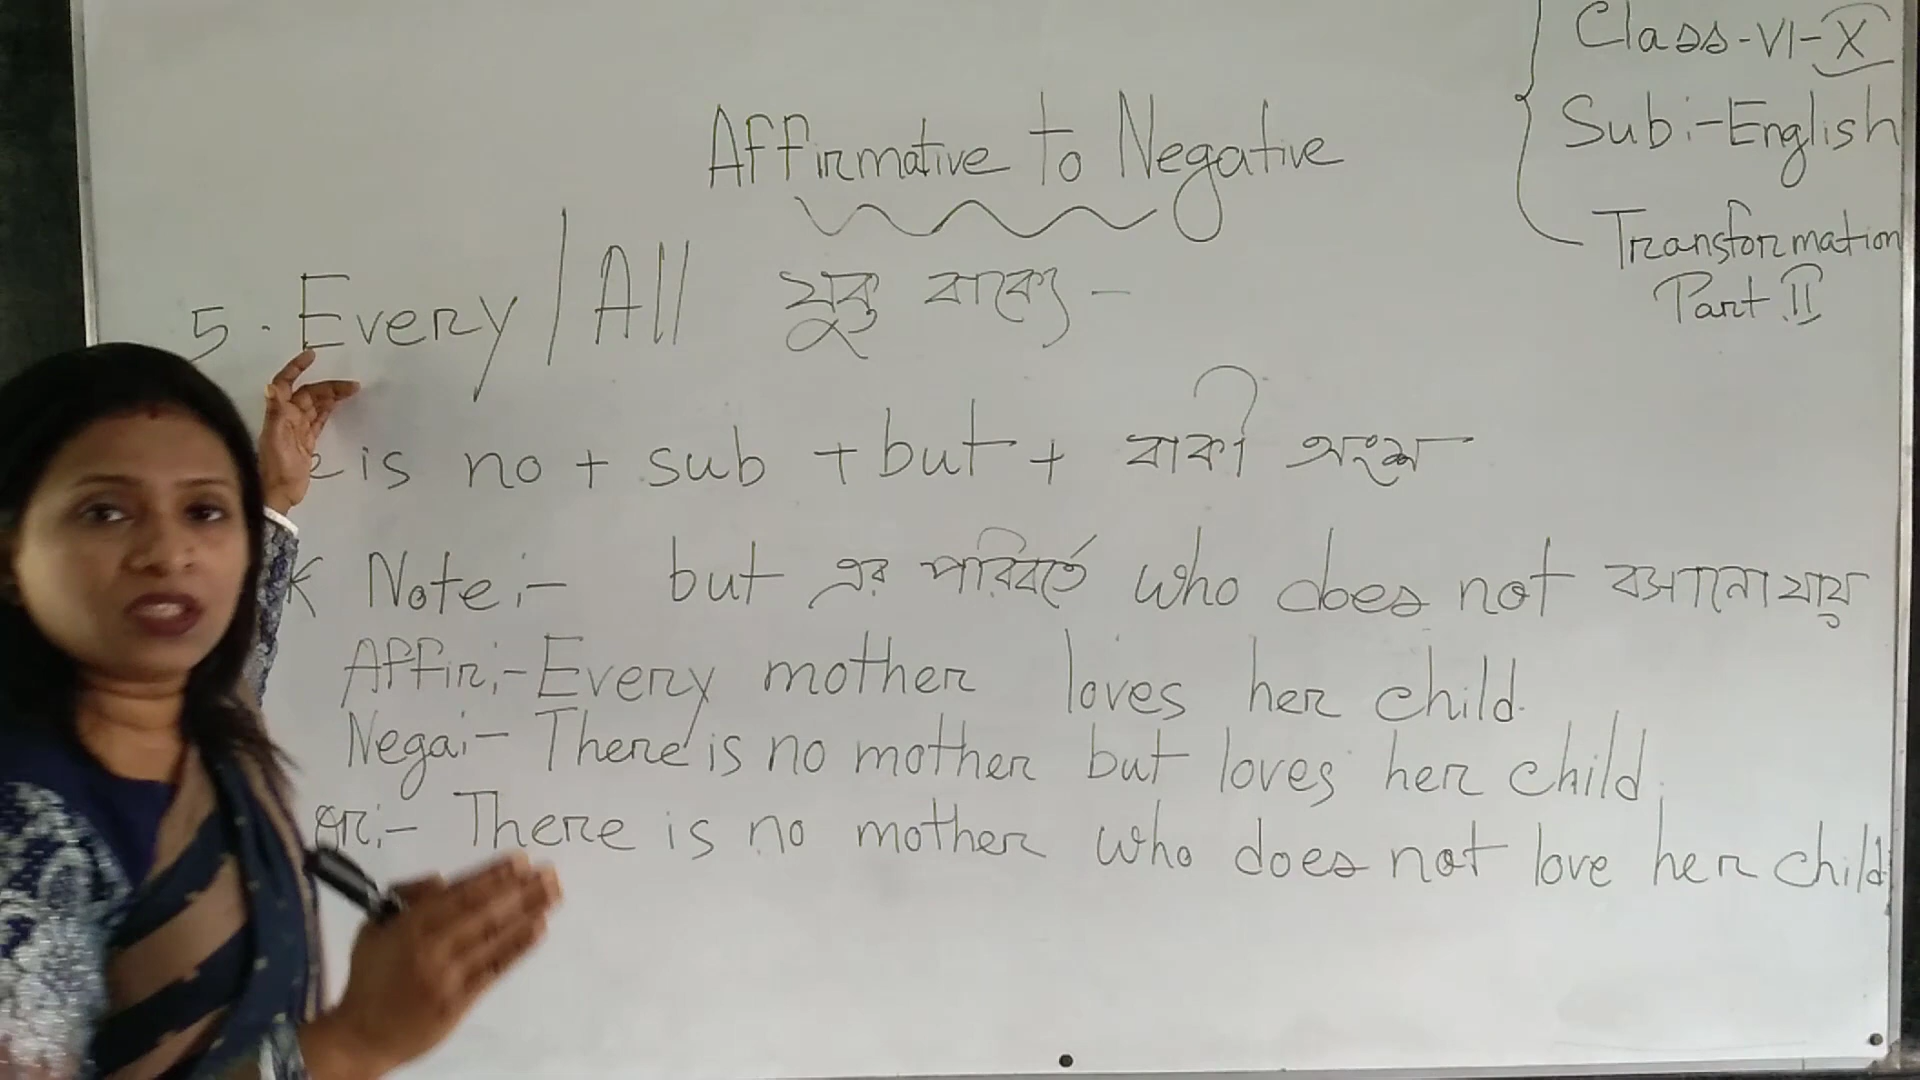 Class-VI-X
Sub:-English
Transformation
Part II
Affirmative to Negative
5. Every/All যুক্ত বাক্যে-
is no + sub + but + বাকী অংশ
Note:- but এর পরিবর্তে who does not বসানো যায়
Affir:- Every mother loves her child.
Nega:- There is no mother but loves her child.
or:- There is no mother who does not love her child